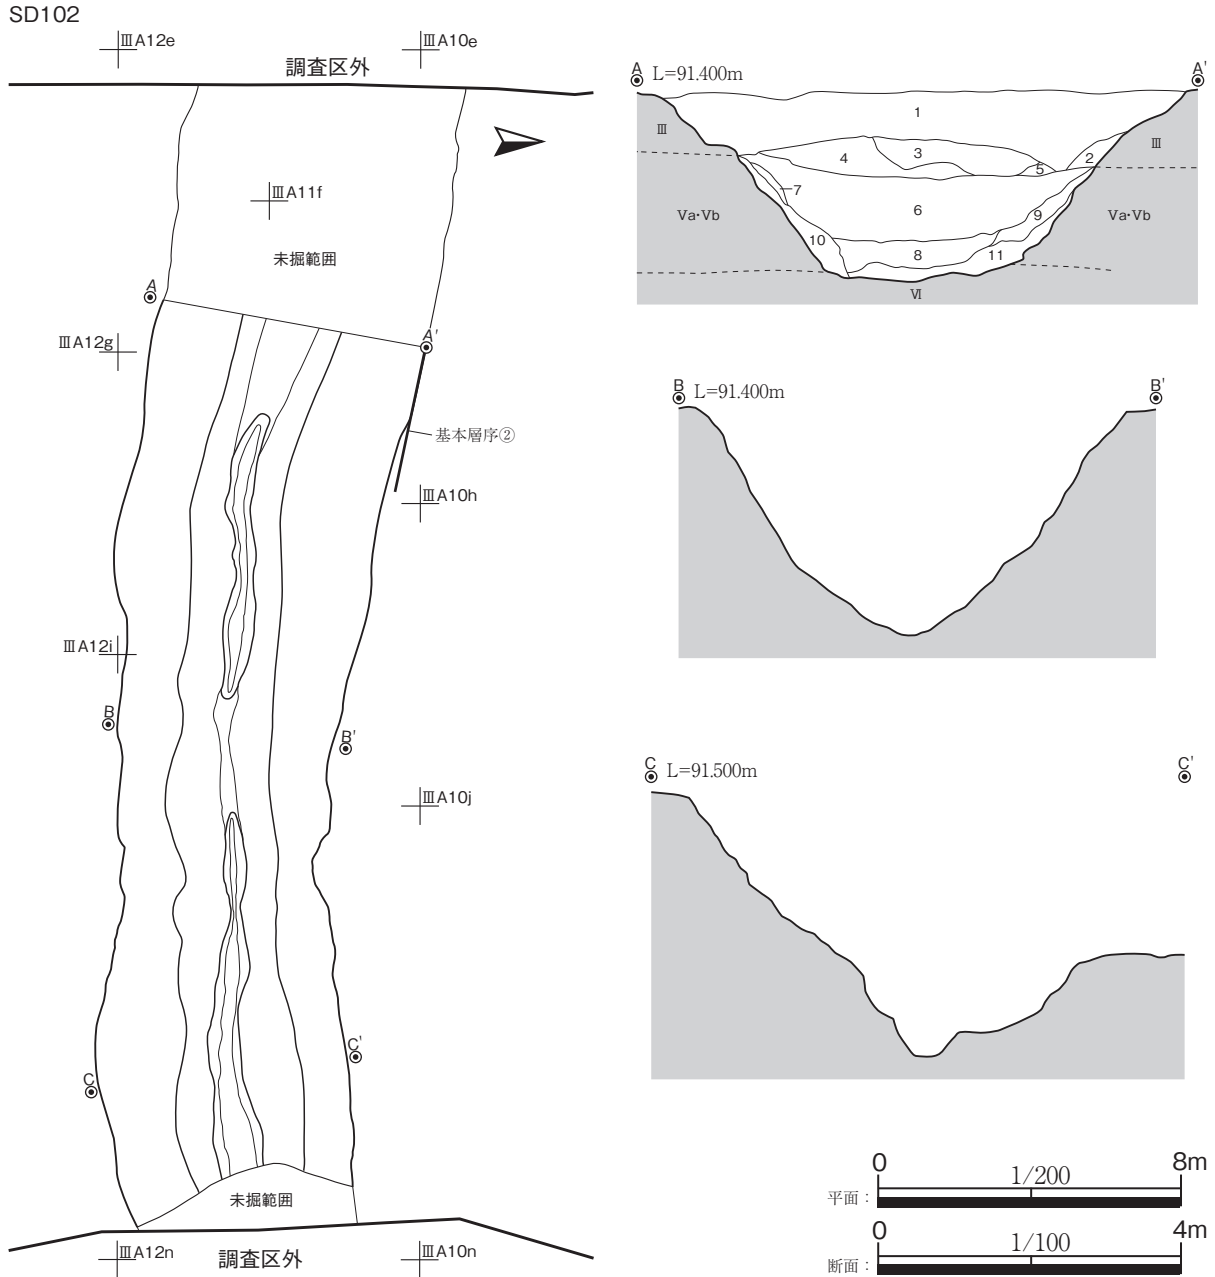 SD102
ⅢA12e
ⅢA10e
調査区外
ⅢA11f
未掘範囲
A
A'
ⅢA12g
基本層序②
ⅢA10h
ⅢA12i
B
B'
ⅢA10j
C'
C
未掘範囲
ⅢA12n
調査区外
ⅢA10n
A L=91.400m A'
1
Ⅲ Ⅲ
4 3 5 2
7
Va・Vb 6 9 Va・Vb
10 8 11
Ⅵ
B L=91.400m B'
C L=91.500m C'
0 1/200 8m
平面：
0 1/100 4m
断面：